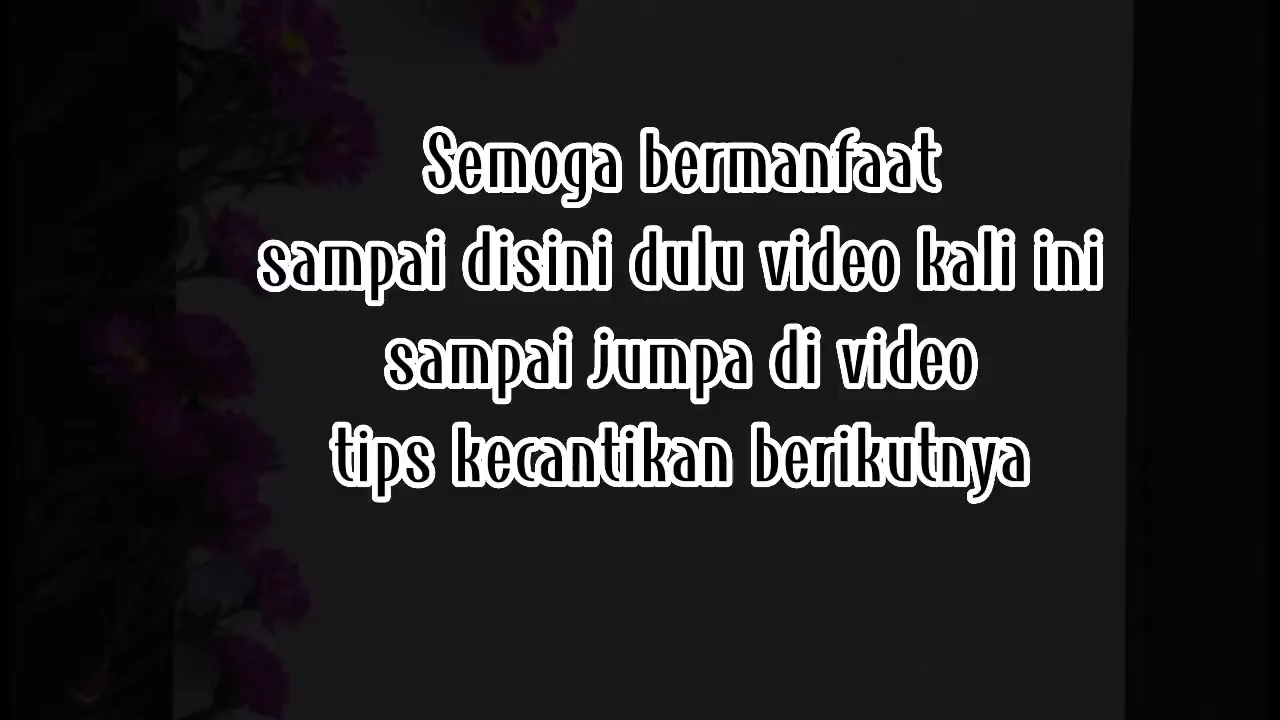 Semoga bermanfaat
sampai disini dulu video kali ini
sampai jumpa di video
tips kecantikan berikutnya